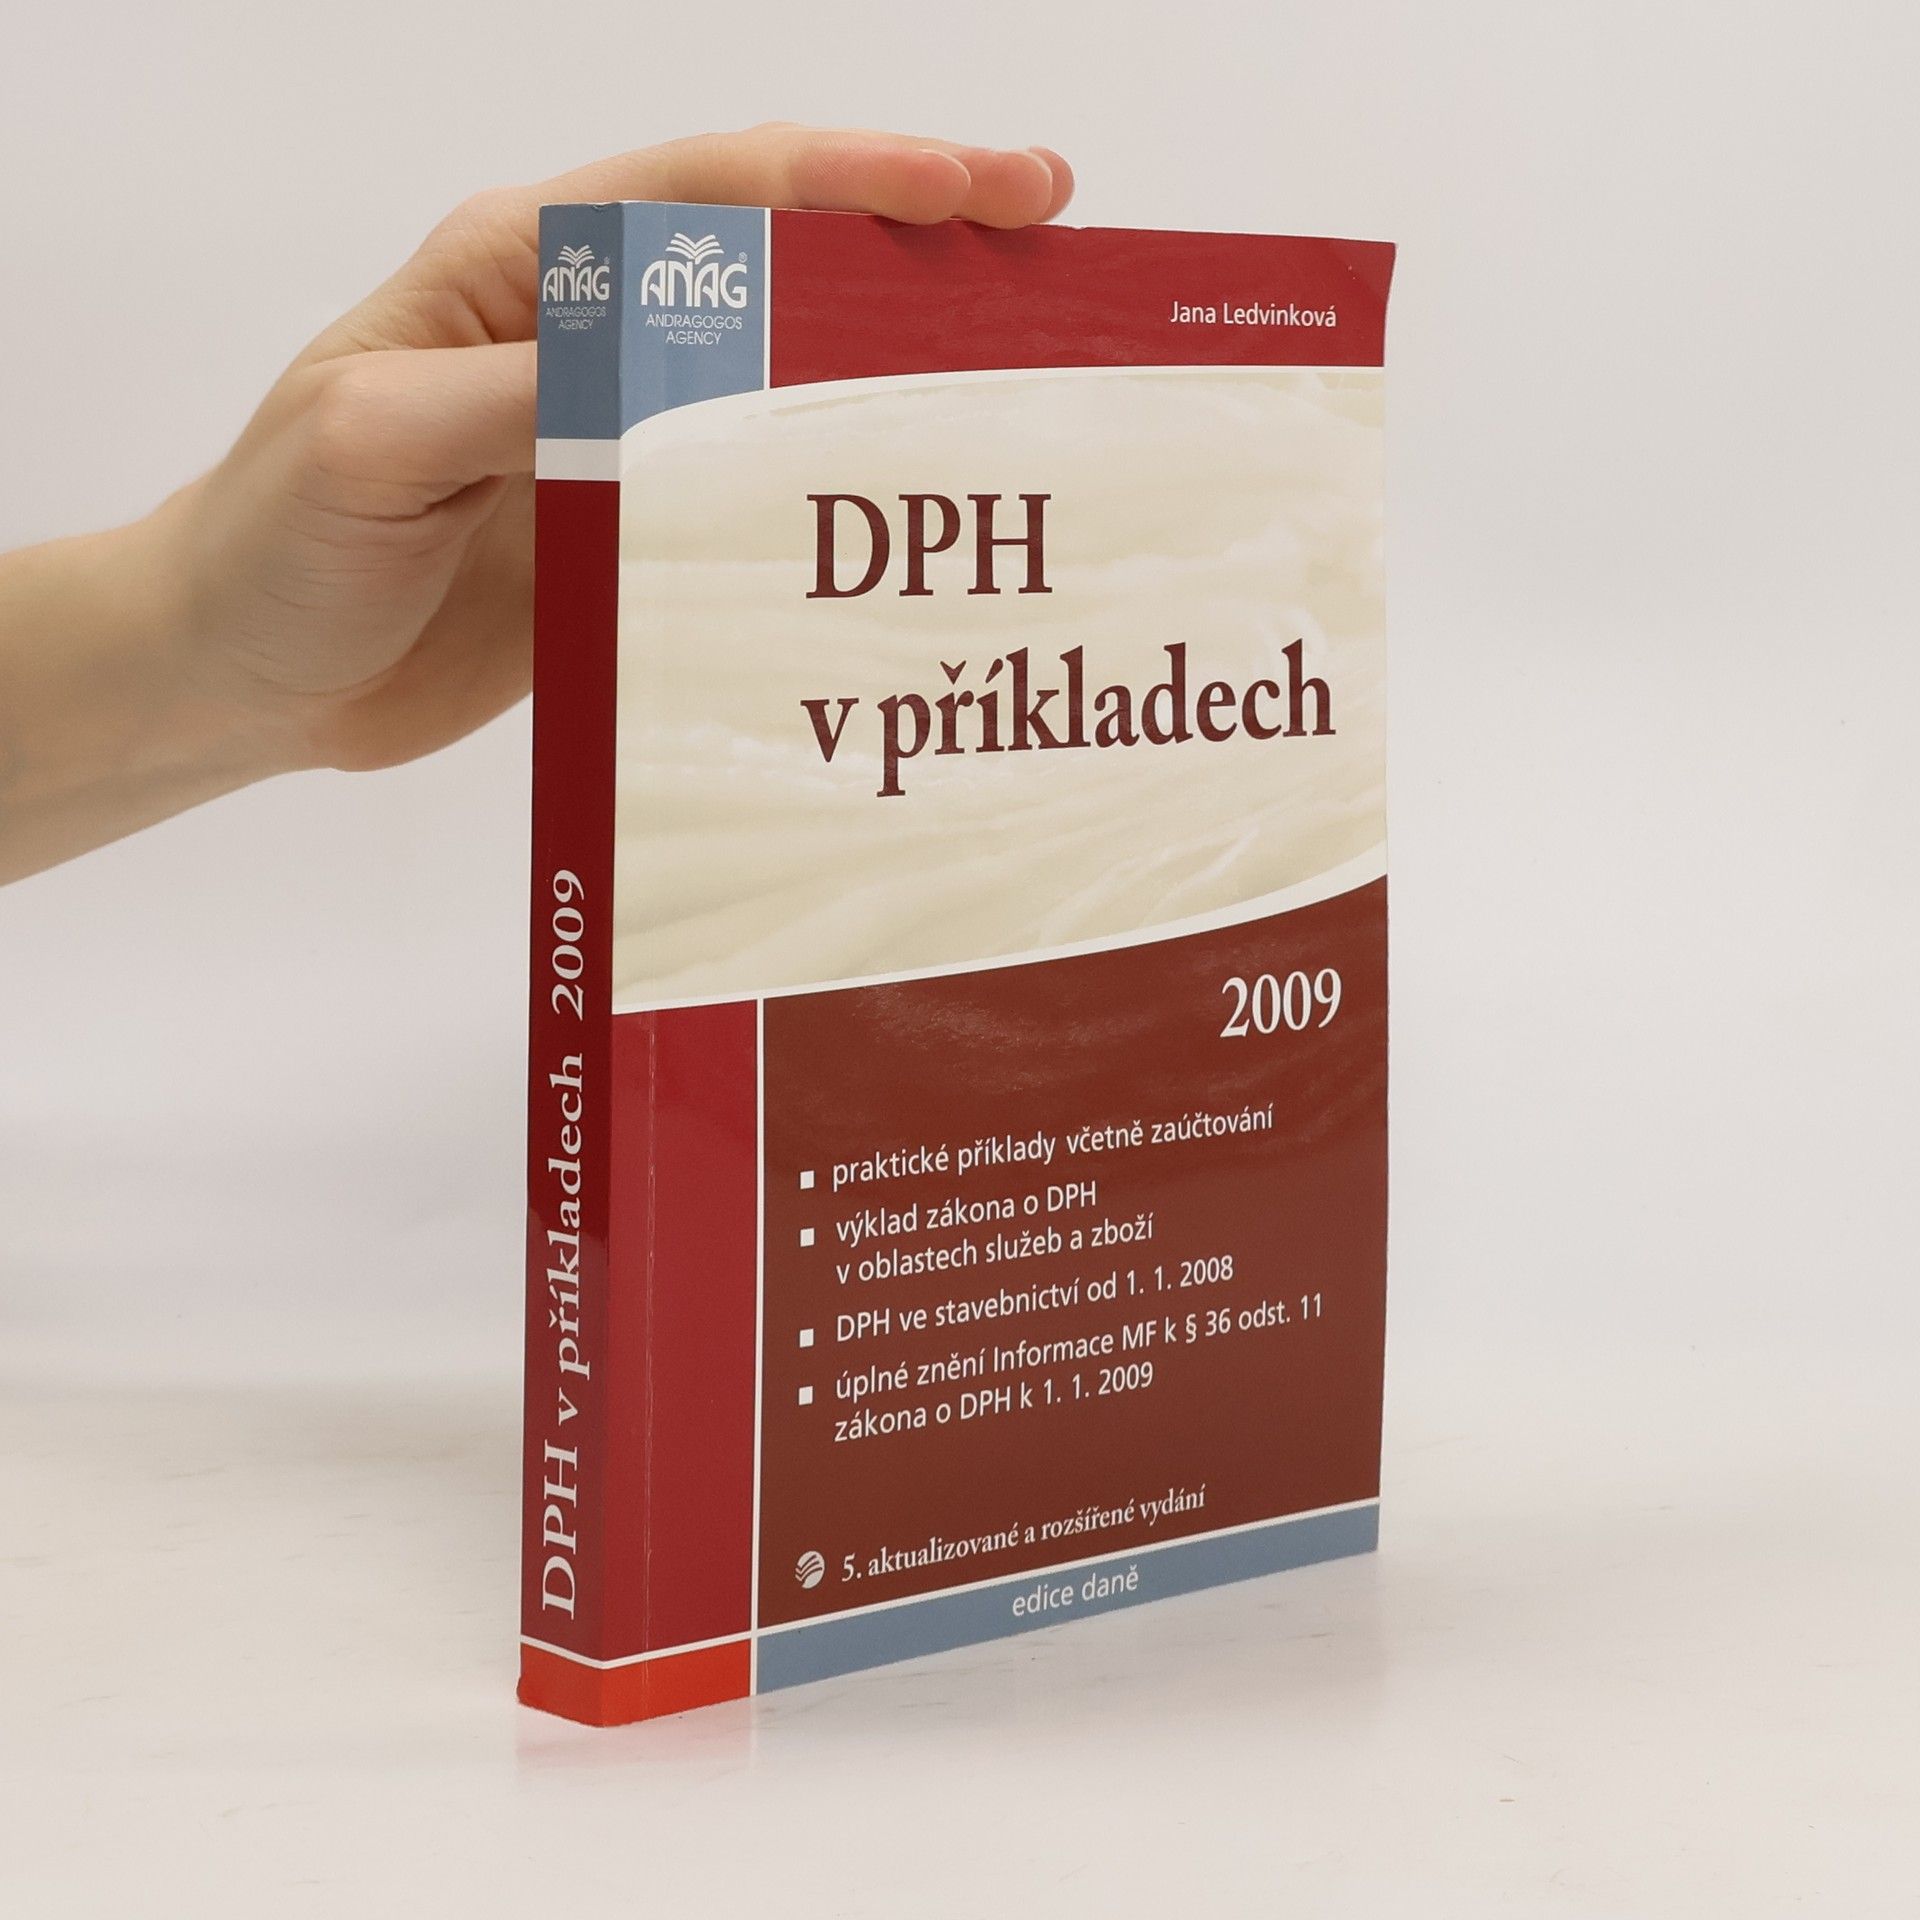 ANAG®
ANDRAGOGOS
AGENCY
DPH v příkladech 2009
ANAG®
ANDRAGOGOS
AGENCY
Jana Ledvinková
DPH
v příkladech
2009
▪ praktické příklady včetně zaúčtování
▪ výklad zákona o DPH
v oblastech služeb a zboží
▪ DPH ve stavebnictví od 1. 1. 2008
▪ úplné znění Informace MF k § 36 odst. 11
zákona o DPH k 1. 1. 2009
5. aktualizované a rozšířené vydání
edice daně